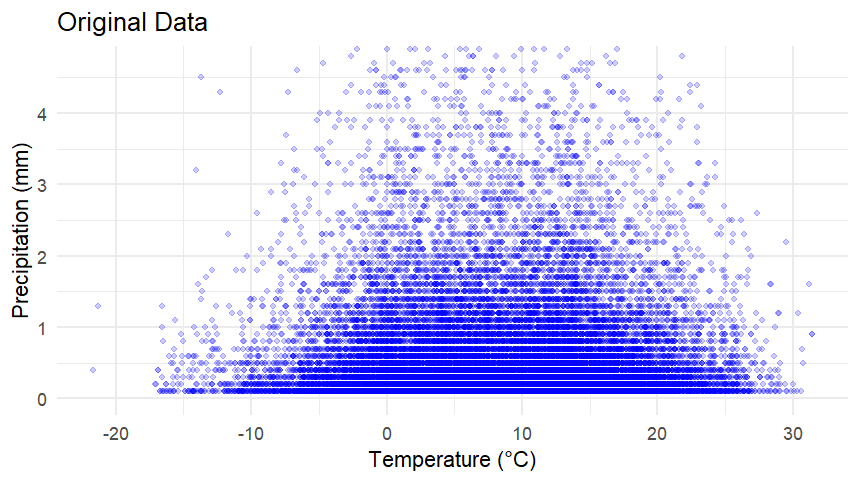 Original Data
Precipitation (mm)
4
3
2
1
0
-20 -10 0 10 20 30
Temperature (°C)